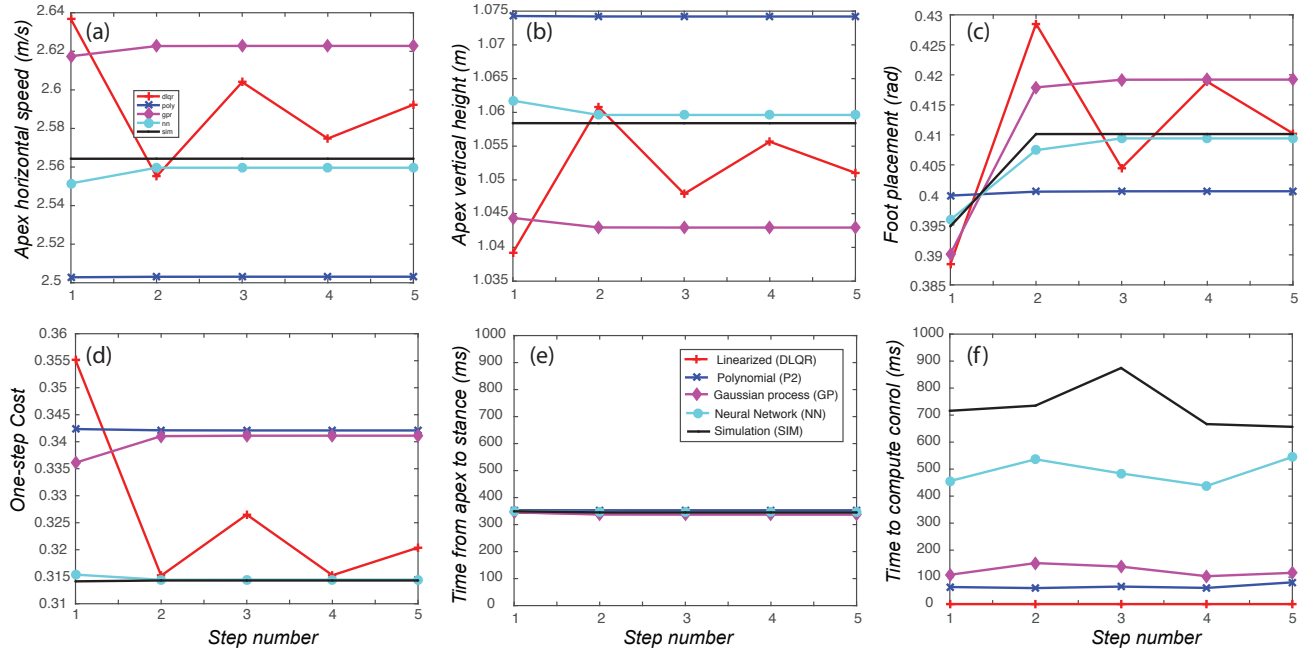 (a)
Apex horizontal speed (m/s)
2.64
2.62
2.6
2.58
2.56
2.54
2.52
2.5
dlqr
poly
gpr
nn
sim
1 2 3 4 5
(b)
Apex vertical height (m)
1.075
1.07
1.065
1.06
1.055
1.05
1.045
1.04
1.035
1 2 3 4 5
(c)
Foot placement (rad)
0.43
0.425
0.42
0.415
0.41
0.405
0.4
0.395
0.39
0.385
1 2 3 4 5
(d)
One-step Cost
0.36
0.355
0.35
0.345
0.34
0.335
0.33
0.325
0.32
0.315
0.31
1 2 3 4 5
Step number
(e)
Time from apex to stance (ms)
1000
900
800
700
600
500
400
300
200
100
0
Linearized (DLQR)
Polynomial (P2)
Gaussian process (GP)
Neural Network (NN)
Simulation (SIM)
1 2 3 4 5
Step number
(f)
Time to compute conrol (ms)
1000
900
800
700
600
500
400
300
200
100
0
1 2 3 4 5
Step number